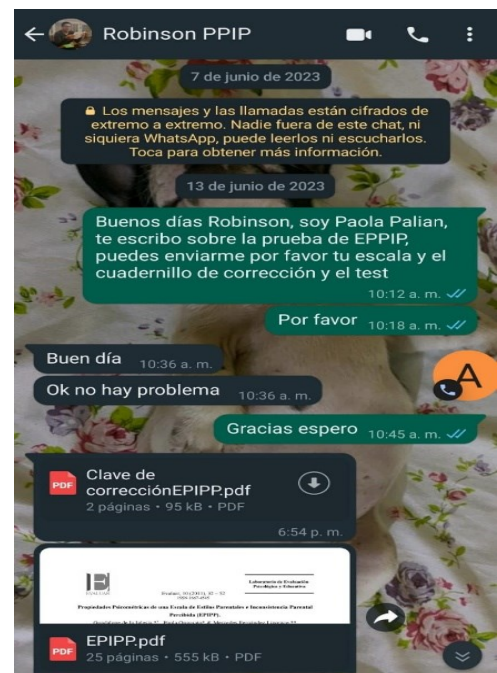 Robinson PPIP
7 de junio de 2023
Los mensajes y las llamadas están cifrados de
extremo a extremo. Nadie fuera de este chat, ni
siquiera WhatsApp, puede leerlos ni escucharlos.
Toca para obtener más información.
13 de junio de 2023
Buenos días Robinson, soy Paola Palian,
te escribo sobre la prueba de EPPIP,
puedes enviarme por favor tu escala y el
cuadernillo de corrección y el test
10:12 a. m.
Por favor 10:18 a. m.
Buen día 10:36 a. m.
Ok no hay problema 10:36 a. m.
A
Gracias espero 10:45 a. m.
PDF
Clave de
correcciónEPIPP.pdf
2 páginas • 95 kB • PDF
6:54 p. m.
Laboratorio de Evaluación
Psicológica y Educativa
Propiedades Psicométricas de una Escala de Estilos Parentales e Inconsistencia Parental
Percibida (EPIPP).
PDF
EPIPP.pdf
25 páginas • 555 kB • PDF